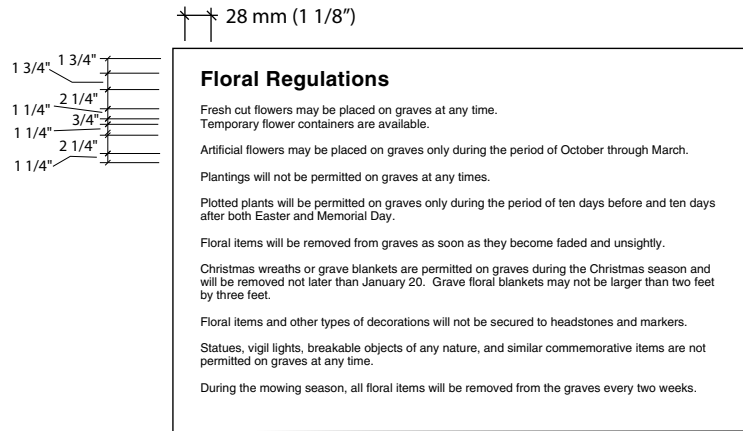 28 mm (1 1/8”)
1 3/4"
1 3/4"
2 1/4"
1 1/4"
3/4"
1 1/4"
2 1/4"
1 1/4"
Floral Regulations
Fresh cut flowers may be placed on graves at any time.
Temporary flower containers are available.
Artificial flowers may be placed on graves only during the period of October through March.
Plantings will not be permitted on graves at any times.
Plotted plants will be permitted on graves only during the period of ten days before and ten days
after both Easter and Memorial Day.
Floral items will be removed from graves as soon as they become faded and unsightly.
Christmas wreaths or grave blankets are permitted on graves during the Christmas season and
will be removed not later than January 20.  Grave floral blankets may not be larger than two feet
by three feet.
Floral items and other types of decorations will not be secured to headstones and markers.
Statues, vigil lights, breakable objects of any nature, and similar commemorative items are not
permitted on graves at any time.
During the mowing season, all floral items will be removed from the graves every two weeks.